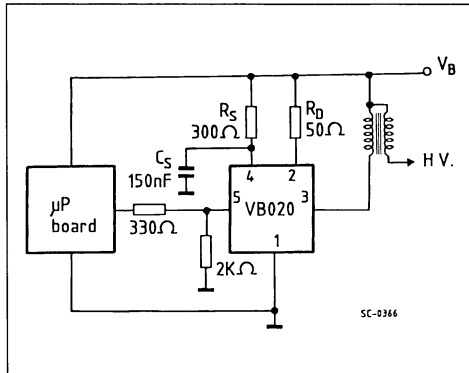 V_B
R_S
300Ω
R_D
50Ω
C_S
150nF
H V.
4
2
µP
board
5
VB020
3
330Ω
2KΩ
1
SC-0366